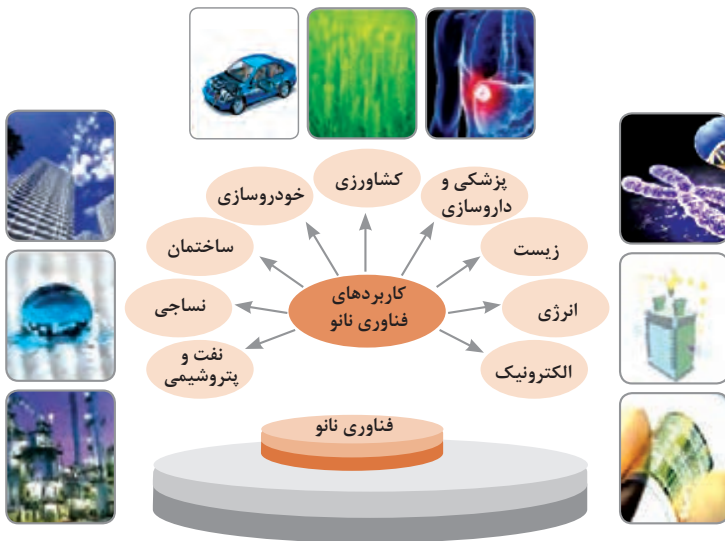 کشاورزی
پزشکی و
داروسازی
خودروسازی
زیست
ساختمان
کاربردهای
فناوری نانو
انرژی
نساجی
الکترونیک
نفت و
پتروشیمی
فناوری نانو